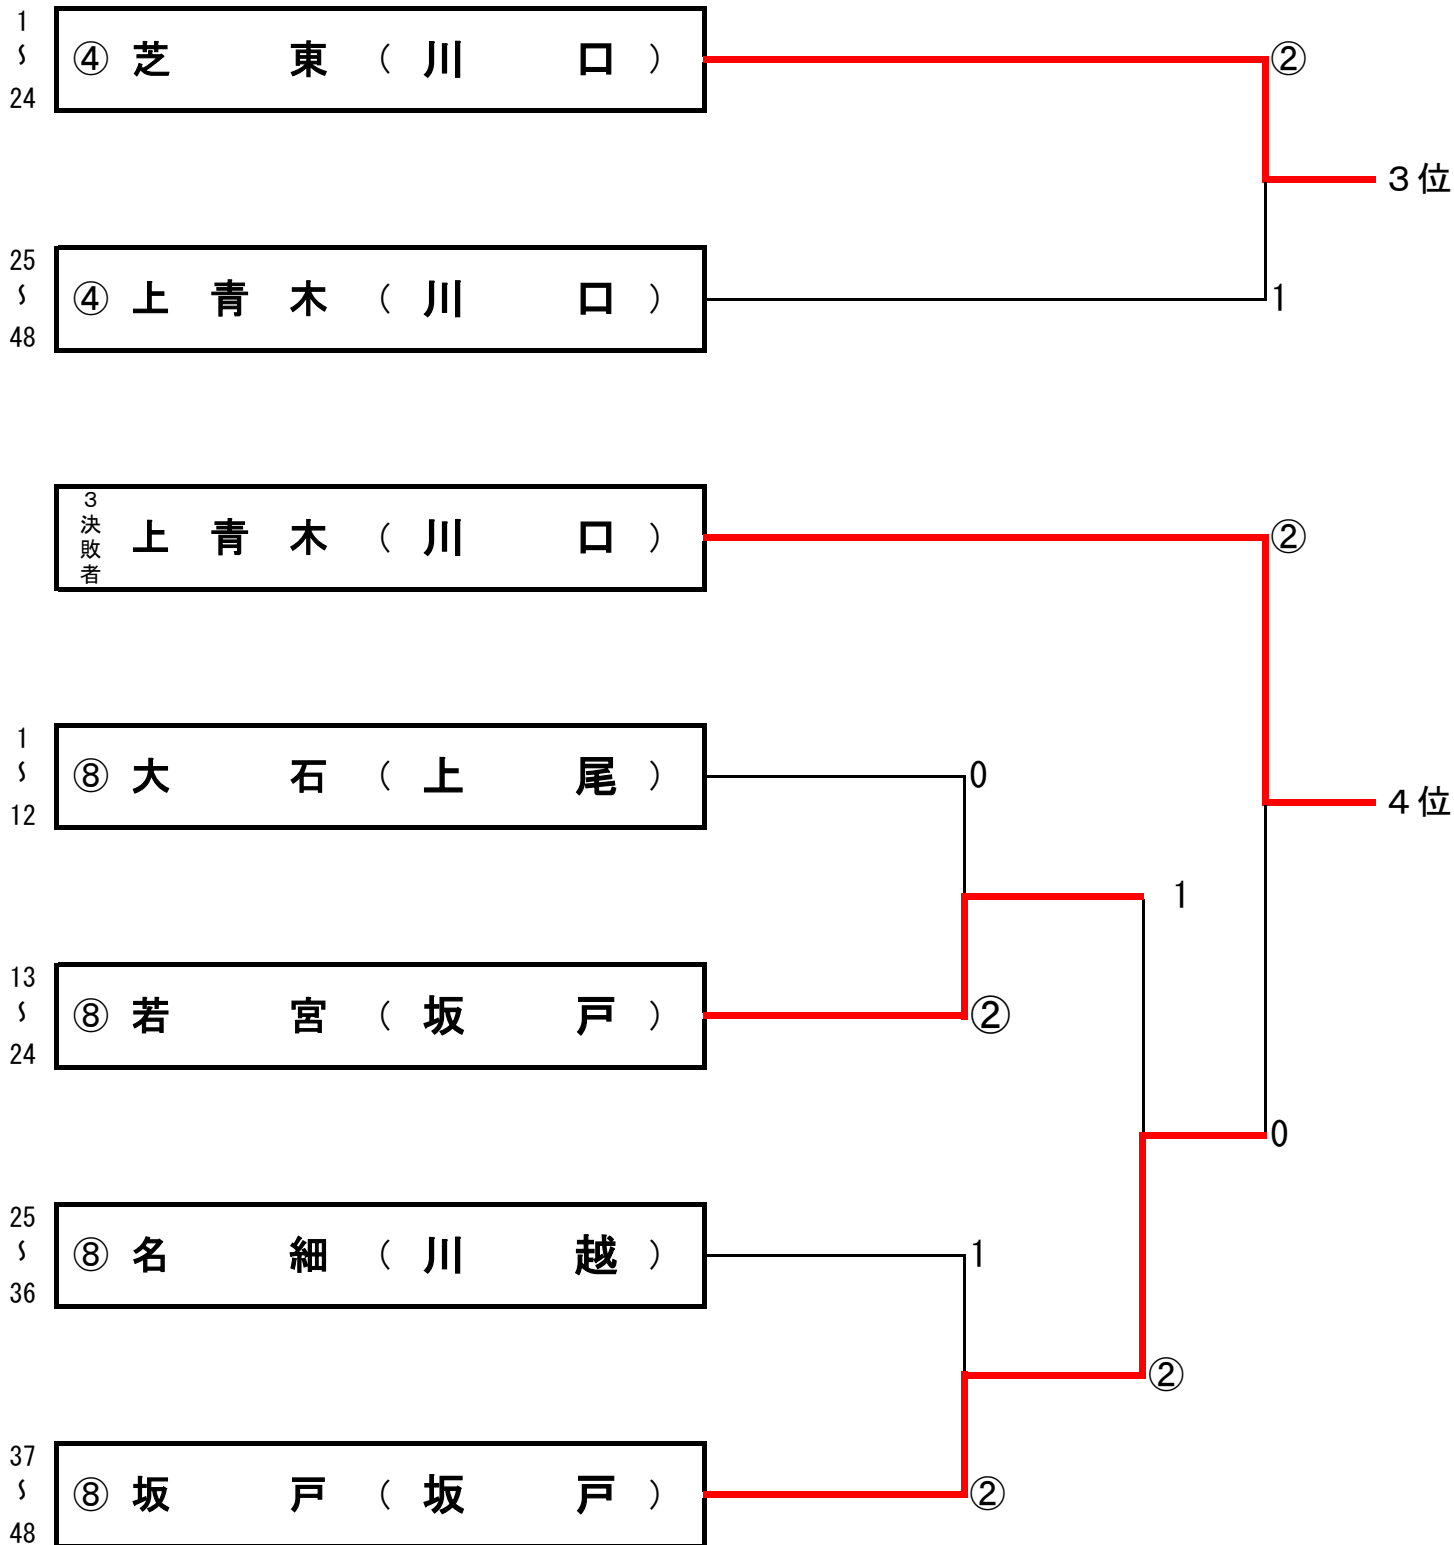 1
〜
24
④ 芝 東 ( 川 口 )
②
3位
25
〜
48
④ 上 青 木 ( 川 口 )
1
3決敗者
上 青 木 ( 川 口 )
②
1
〜
12
⑧ 大 石 ( 上 尾 )
0
4位
1
13
〜
24
⑧ 若 宮 ( 坂 戸 )
②
0
25
〜
36
⑧ 名 細 ( 川 越 )
1
②
37
〜
48
⑧ 坂 戸 ( 坂 戸 )
②